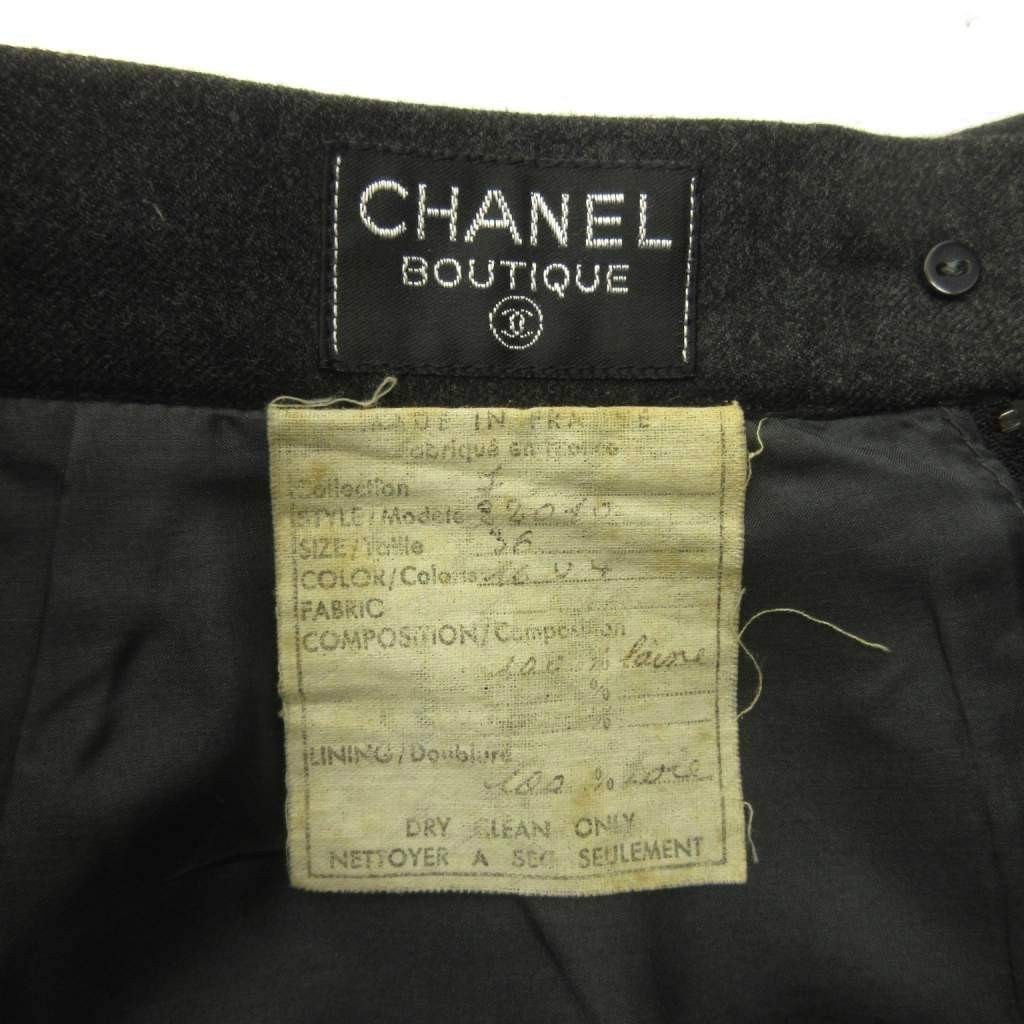 CHANEL
BOUTIQUE
MADE IN FRANCE
Fabriqué en France
Collection
STYLE/Modèle
SIZE/Taille 36
COLOR/Coloris
FABRIC
COMPOSITION/Composition
100 % laine
%
%
LINING/Doublure
100 % soie
DRY CLEAN ONLY
NETTOYER A SEC SEULEMENT